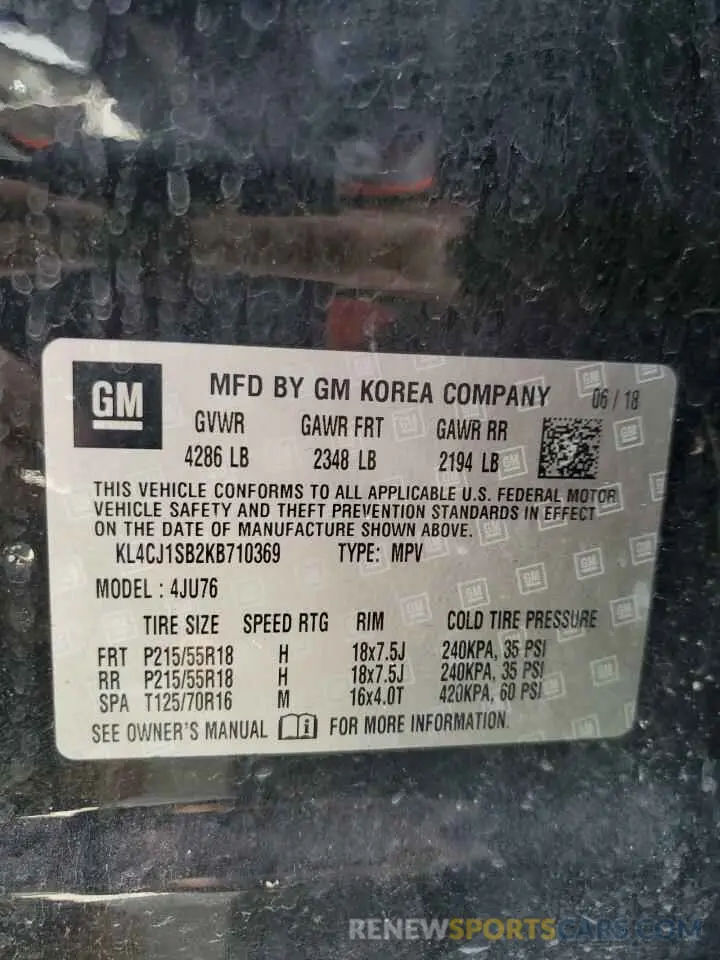 GM
MFD BY GM KOREA COMPANY 06 / 18
GVWR GAWR FRT GAWR RR
4286 LB 2348 LB 2194 LB
THIS VEHICLE CONFORMS TO ALL APPLICABLE U.S. FEDERAL MOTOR
VEHICLE SAFETY AND THEFT PREVENTION STANDARDS IN EFFECT
ON THE DATE OF MANUFACTURE SHOWN ABOVE.
KL4CJ1SB2KB710369 TYPE: MPV
MODEL : 4JU76
TIRE SIZE SPEED RTG RIM COLD TIRE PRESSURE
FRT P215/55R18 H 18x7.5J 240KPA, 35 PSI
RR P215/55R18 H 18x7.5J 240KPA, 35 PSI
SPA T125/70R16 M 16x4.0T 420KPA, 60 PSI
SEE OWNER'S MANUAL FOR MORE INFORMATION.
RENEWSPORTSCARS.COM